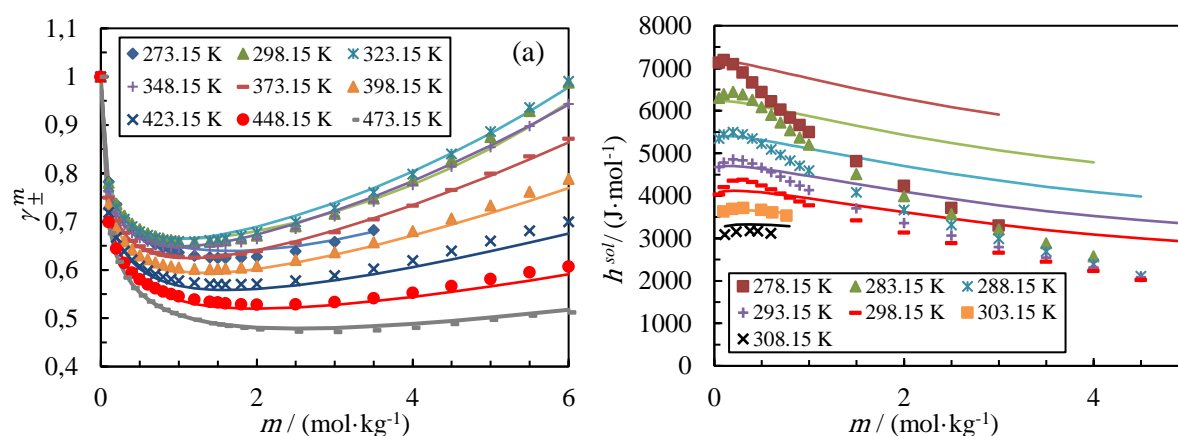 1,1
1
0,9
0,8
0,7
0,6
0,5
0,4
γ±^m
(a)
273.15 K 298.15 K 323.15 K
348.15 K 373.15 K 398.15 K
423.15 K 448.15 K 473.15 K
0 2 4 6
m / (mol·kg⁻¹)
8000
7000
6000
5000
4000
3000
2000
1000
0
h^sol / (J·mol⁻¹)
278.15 K 283.15 K 288.15 K
293.15 K 298.15 K 303.15 K
308.15 K
0 2 4
m / (mol·kg⁻¹)